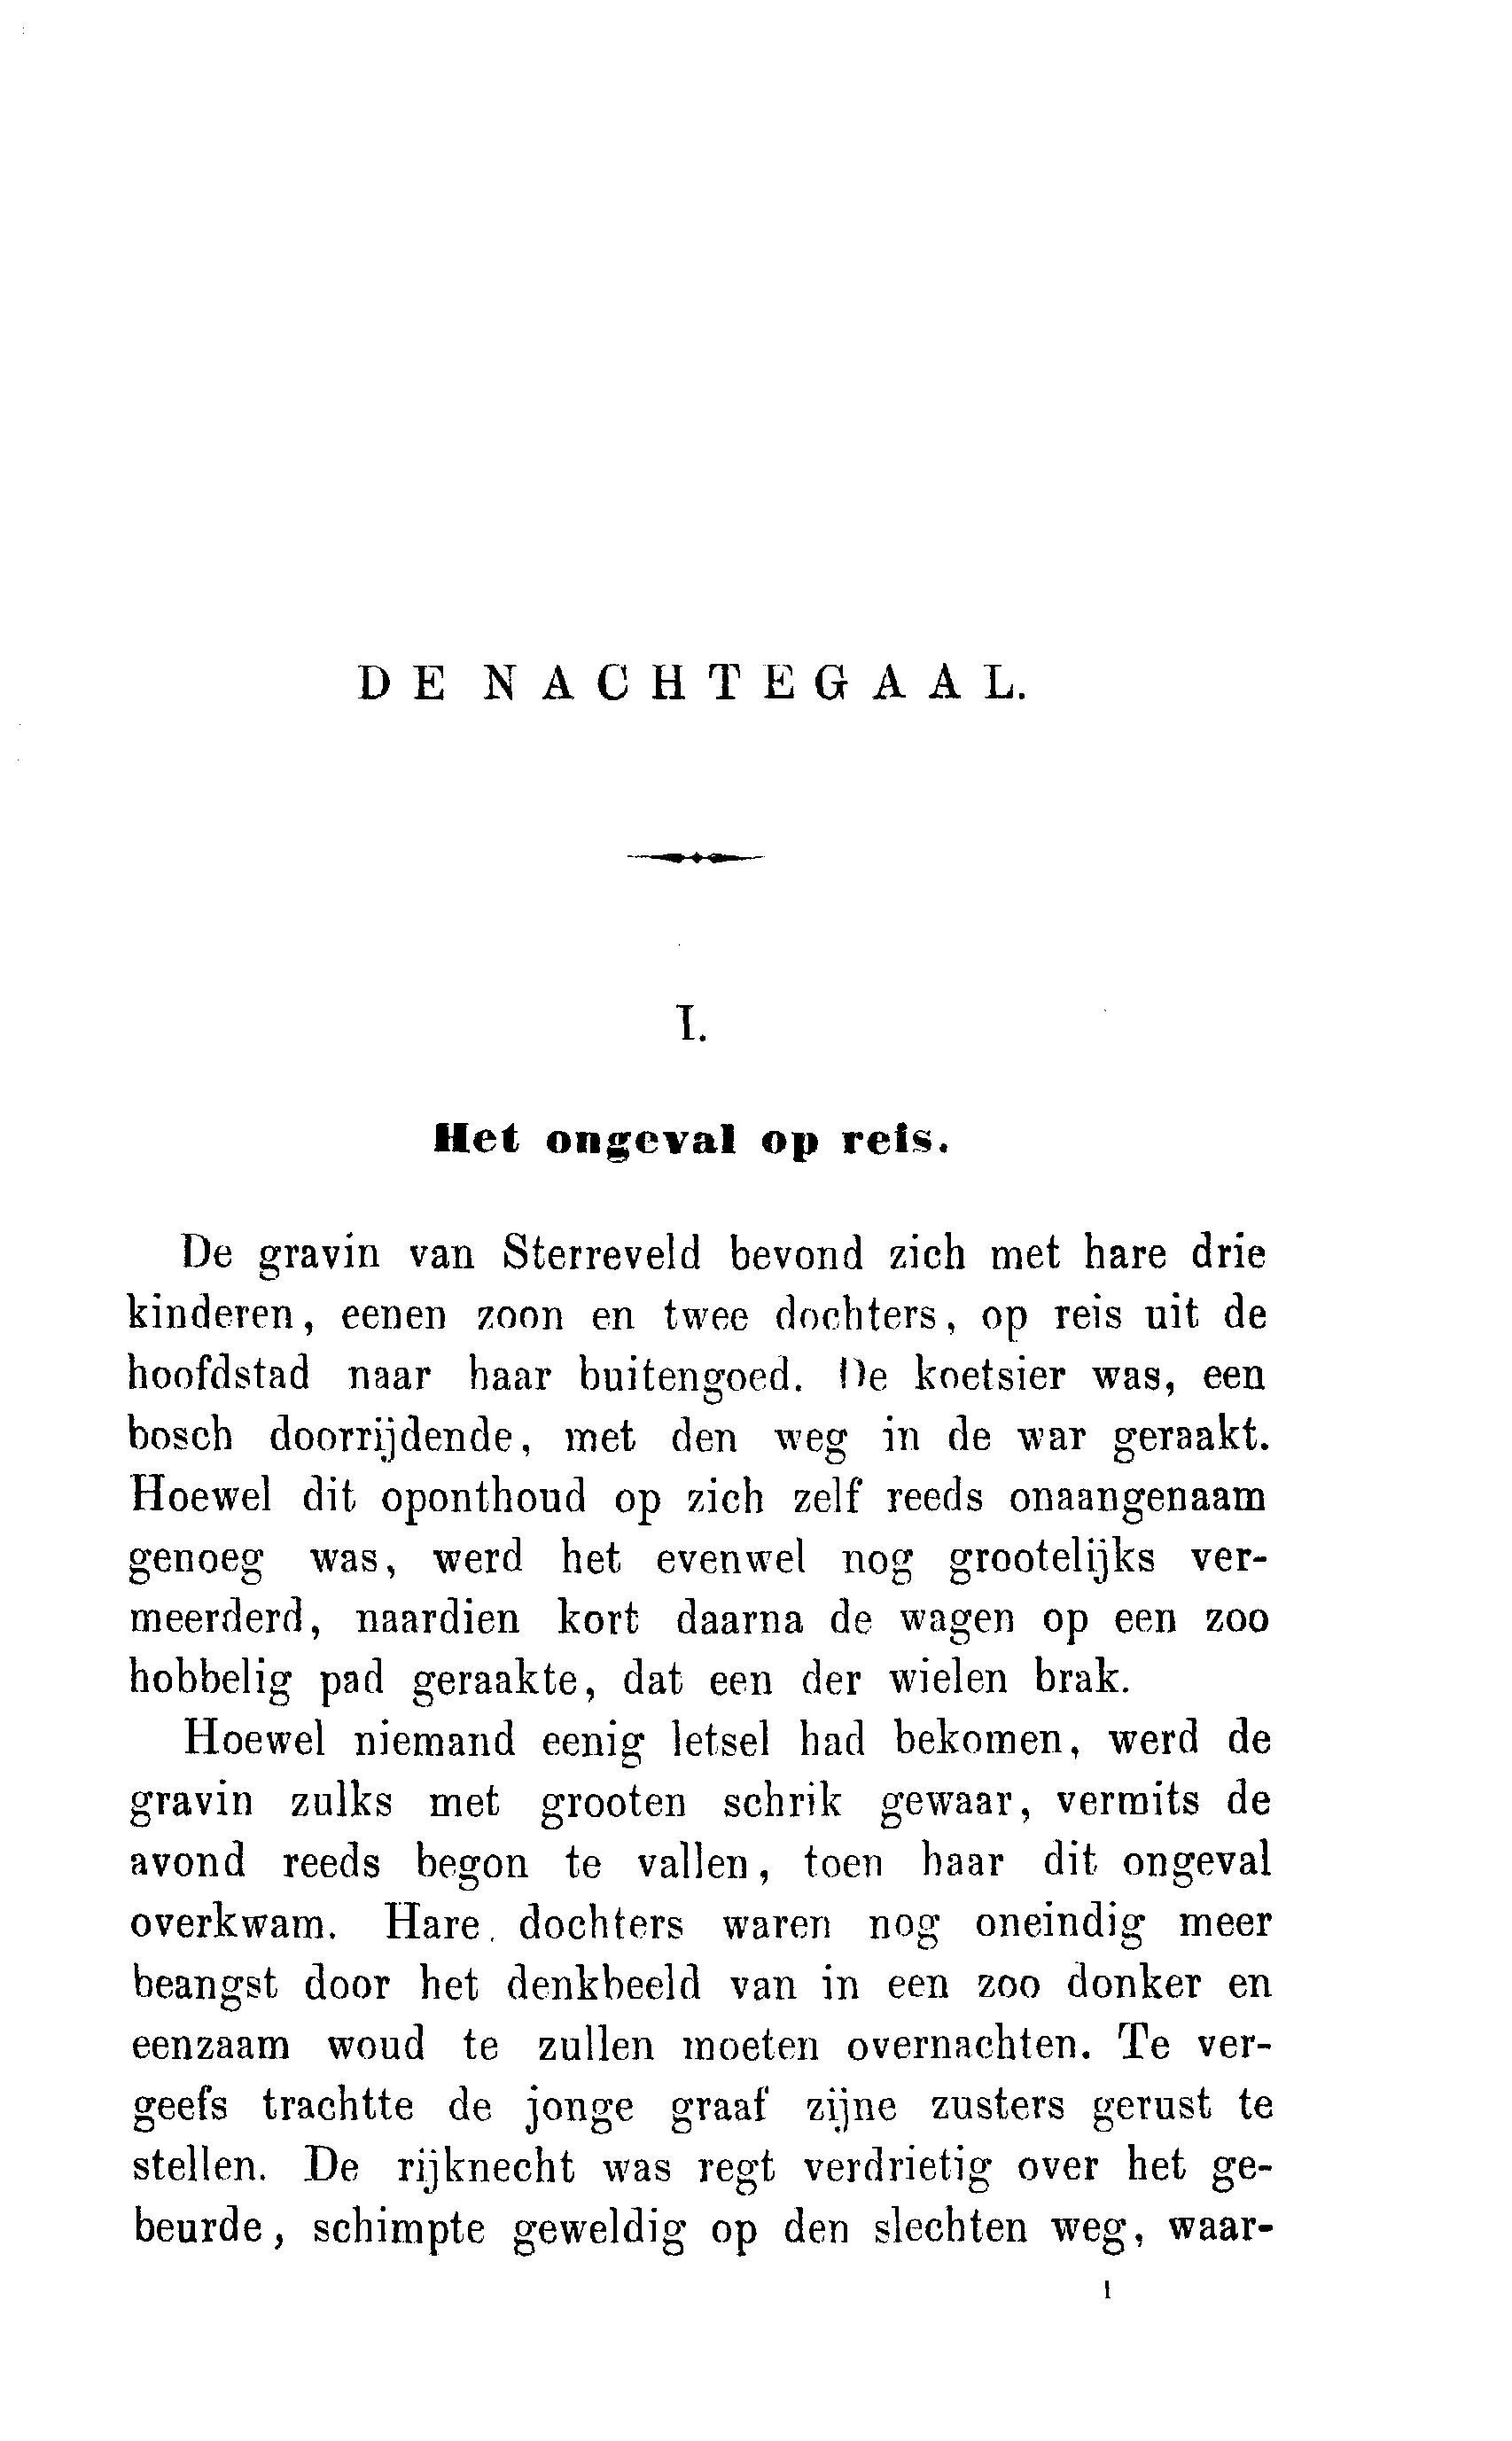 DE NACHTEGAAL.
I.
Het ongeval op reis.
De gravin van Sterreveld bevond zich met hare drie
kinderen, eenen zoon en twee dochters, op reis uit de
hoofdstad naar haar buitengoed. De koetsier was, een
bosch doorrijdende, met den weg in de war geraakt.
Hoewel dit oponthoud op zich zelf reeds onaangenaam
genoeg was, werd het evenwel nog grootelijks ver-
meerderd, naardien kort daarna de wagen op een zoo
hobbelig pad geraakte, dat een der wielen brak.
Hoewel niemand eenig letsel had bekomen, werd de
gravin zulks met grooten schrik gewaar, vermits de
avond reeds begon te vallen, toen haar dit ongeval
overkwam. Hare dochters waren nog oneindig meer
beangst door het denkbeeld van in een zoo donker en
eenzaam woud te zullen moeten overnachten. Te ver-
geefs trachtte de jonge graaf zijne zusters gerust te
stellen. De rijknecht was regt verdrietig over het ge-
beurde, schimpte geweldig op den slechten weg, waar-
1